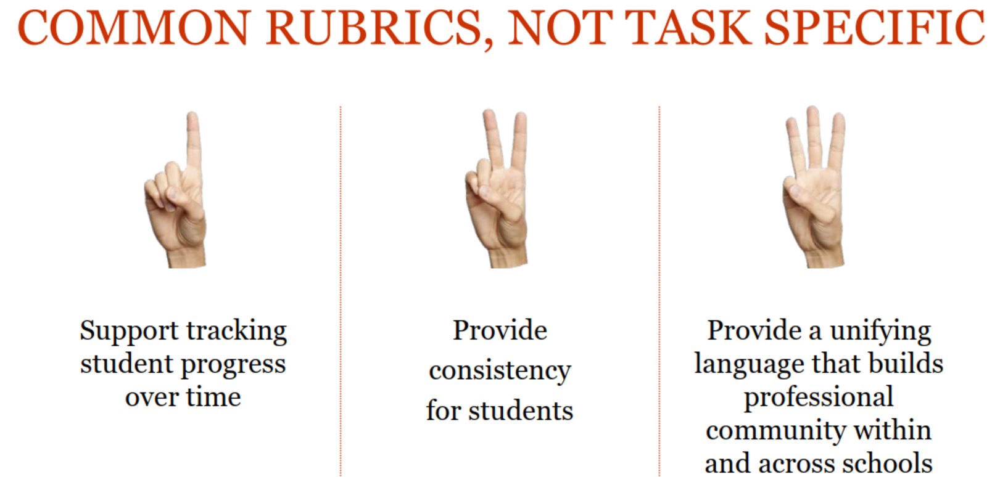 COMMON RUBRICS, NOT TASK SPECIFIC
Support tracking
student progress
over time
Provide
consistency
for students
Provide a unifying
language that builds
professional
community within
and across schools